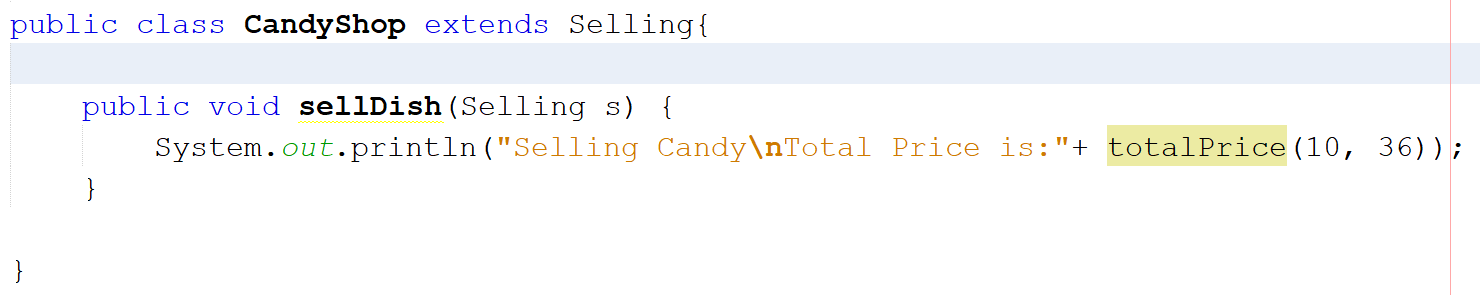 public class CandyShop extends Selling{
public void sellDish(Selling s) {
System.out.println("Selling Candy\nTotal Price is:"+ totalPrice(10, 36));
}
}